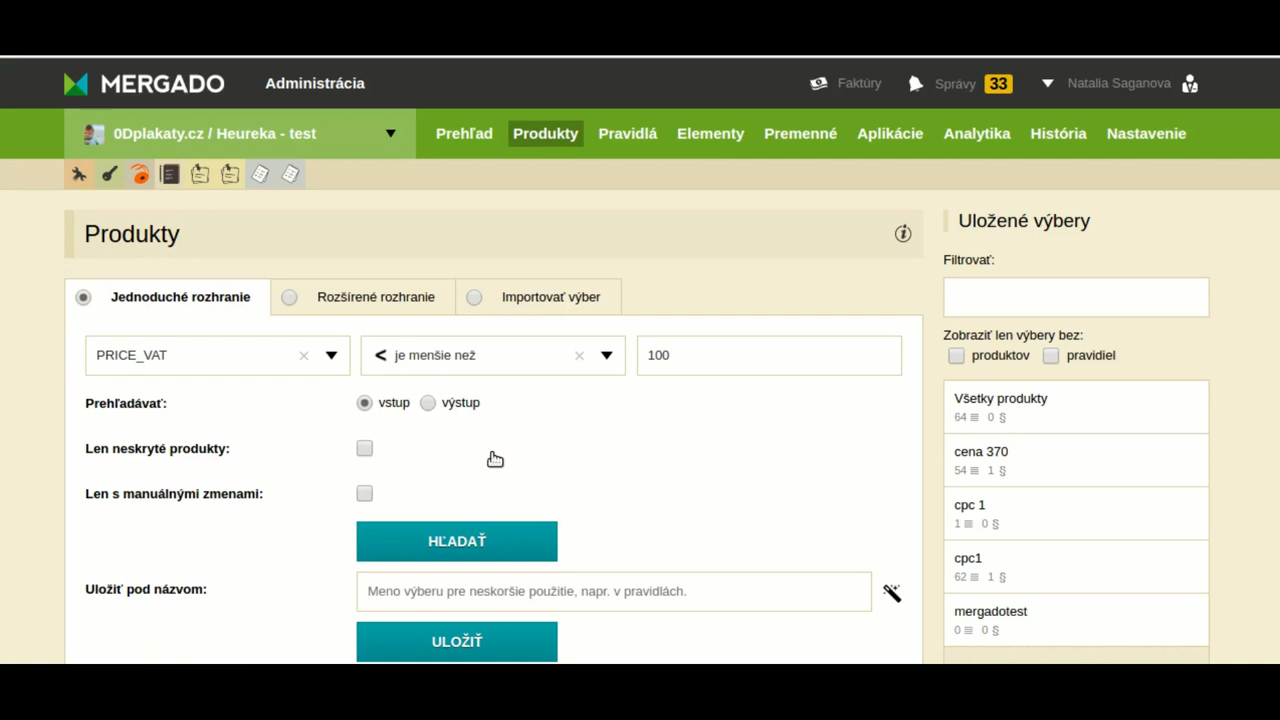 MERGADO Administrácia Faktúry Správy 33 Natalia Saganova
0Dplakaty.cz / Heureka - test Prehľad Produkty Pravidlá Elementy Premenné Aplikácie Analytika História Nastavenie
Produkty
Jednoduché rozhranie Rozšírené rozhranie Importovať výber
PRICE_VAT × < je menšie než × 100
Prehľadávať: vstup výstup
Len neskryté produkty:
Len s manuálnymi zmenami:
HĽADAŤ
Uložiť pod názvom: Meno výberu pre neskoršie použitie, napr. v pravidlách.
ULOŽIŤ
Uložené výbery
Filtrovať:
Zobraziť len výbery bez:
produktov pravidiel
Všetky produkty
64 ≡ 0 §
cena 370
54 ≡ 1 §
cpc 1
1 ≡ 0 §
cpc1
62 ≡ 1 §
mergadotest
0 ≡ 0 §